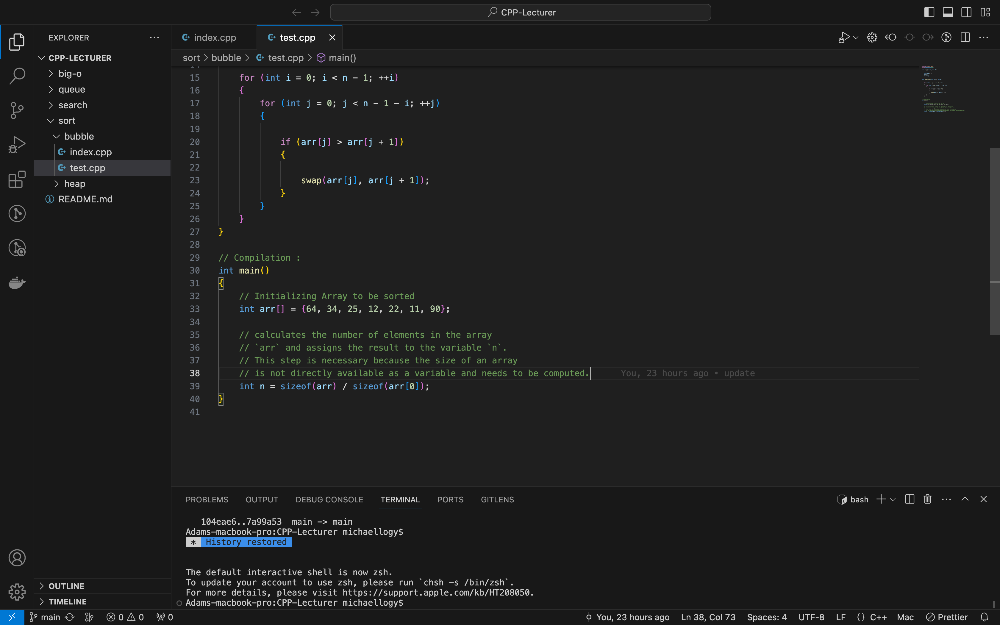 CPP-Lecturer
EXPLORER
CPP-LECTURER
big-o
queue
search
sort
bubble
index.cpp
test.cpp
heap
README.md
OUTLINE
TIMELINE
index.cpp
test.cpp
sort > bubble > test.cpp > main()
14
15 for (int i = 0; i < n - 1; ++i)
16 {
17 for (int j = 0; j < n - 1 - i; ++j)
18 {
19
20 if (arr[j] > arr[j + 1])
21 {
22
23 swap(arr[j], arr[j + 1]);
24 }
25 }
26 }
27 }
28
29 // Compilation :
30 int main()
31 {
32 // Initializing Array to be sorted
33 int arr[] = {64, 34, 25, 12, 22, 11, 90};
34
35 // calculates the number of elements in the array
36 // `arr` and assigns the result to the variable `n`.
37 // This step is necessary because the size of an array
38 // is not directly available as a variable and needs to be computed. You, 23 hours ago • update
39 int n = sizeof(arr) / sizeof(arr[0]);
40 }
41
PROBLEMS OUTPUT DEBUG CONSOLE TERMINAL PORTS GITLENS
bash
104eae6..7a99a53 main -> main
Adams-macbook-pro:CPP-Lecturer michaellogy$
* History restored
The default interactive shell is now zsh.
To update your account to use zsh, please run `chsh -s /bin/zsh`.
For more details, please visit https://support.apple.com/kb/HT208050.
Adams-macbook-pro:CPP-Lecturer michaellogy$
main 0 0 0 You, 23 hours ago Ln 38, Col 73 Spaces: 4 UTF-8 LF {} C++ Mac Prettier